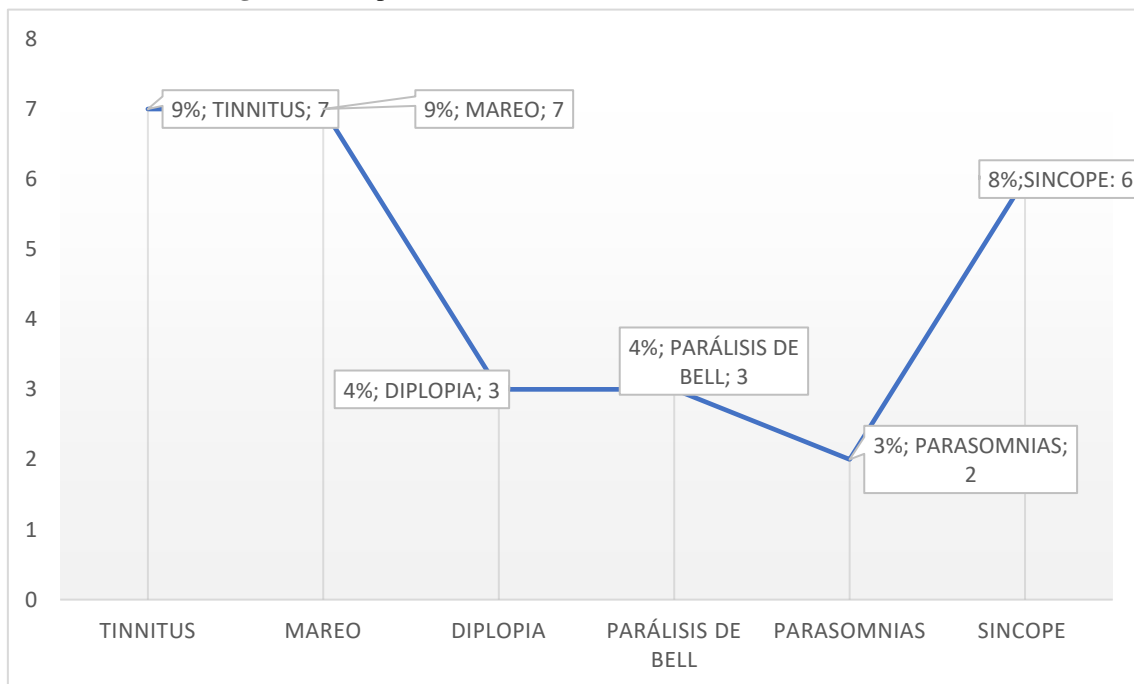 8
7
6
5
4
3
2
1
0
9%; TINNITUS; 7
9%; MAREO; 7
4%; DIPLOPIA; 3
4%; PARÁLISIS DE
BELL; 3
3%; PARASOMNIAS;
2
8%;SINCOPE: 6
TINNITUS
MAREO
DIPLOPIA
PARÁLISIS DE
BELL
PARASOMNIAS
SINCOPE